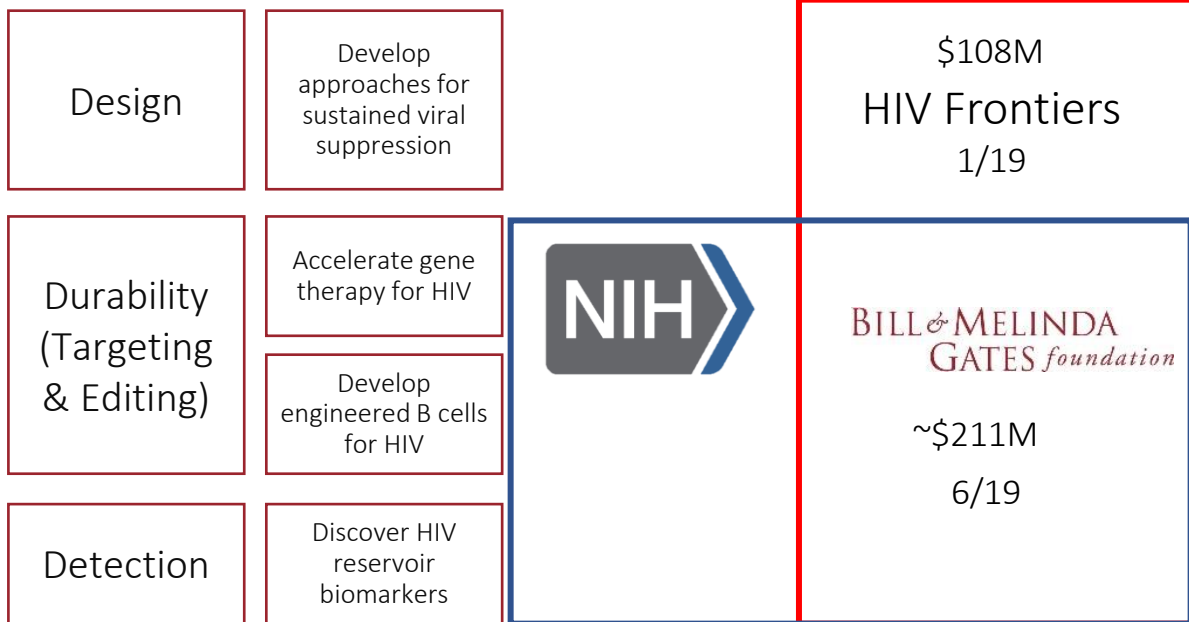 Design
Develop
approaches for
sustained viral
suppression
$108M
HIV Frontiers
1/19
Durability
(Targeting
& Editing)
Accelerate gene
therapy for HIV
Develop
engineered B cells
for HIV
NIH
BILL & MELINDA
GATES foundation
~$211M
6/19
Detection
Discover HIV
reservoir
biomarkers